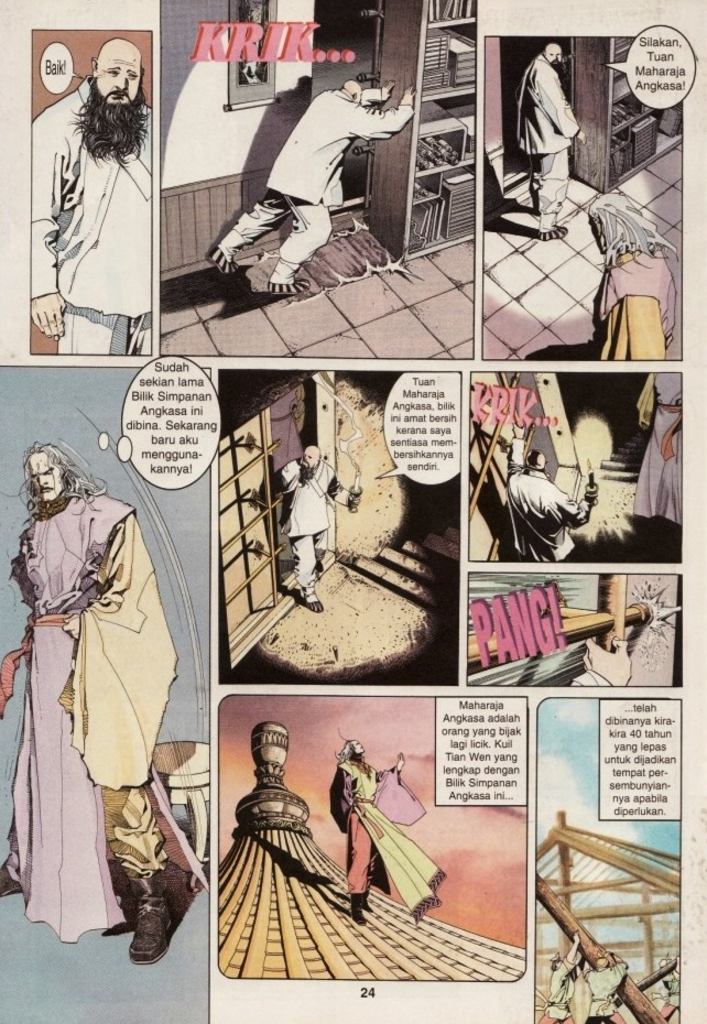 Baik!
KRIK...
Silakan,
Tuan
Maharaja
Angkasa!
Sudah
sekian lama
Bilik Simpanan
Angkasa ini
dibina. Sekarang
baru aku
mengguna-
kannya!
Tuan
Maharaja
Angkasa, bilik
ini amat bersih
kerana saya
sentiasa mem-
bersihkannya
sendiri.
KRIK...
PANG!
Maharaja
Angkasa adalah
orang yang bijak
lagi licik. Kuil
Tian Wen yang
lengkap dengan
Bilik Simpanan
Angkasa ini...
...telah
dibinanya kira-
kira 40 tahun
yang lepas
untuk dijadikan
tempat per-
sembunyian-
nya apabila
diperlukan.
24